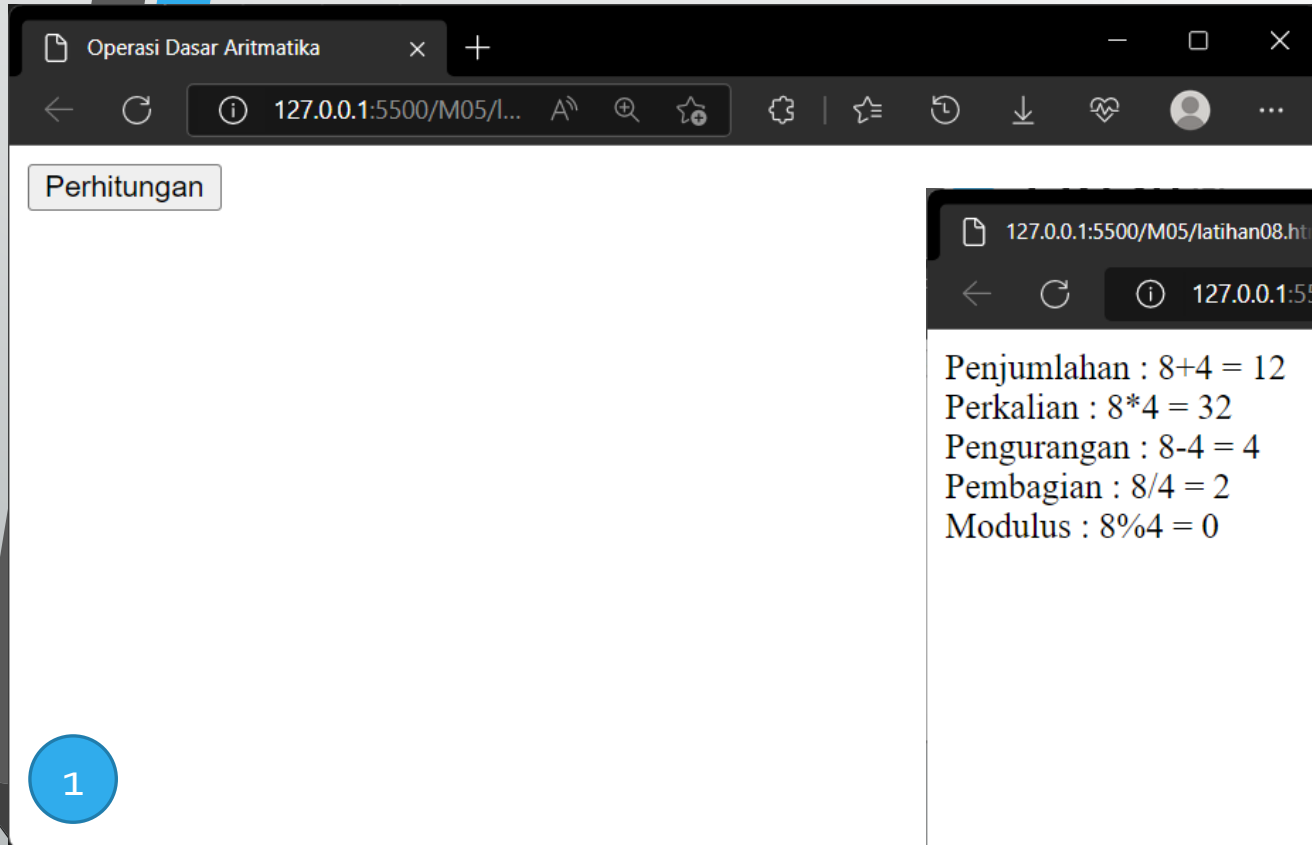 Operasi Dasar Aritmatika
127.0.0.1:5500/M05/l...
Perhitungan
127.0.0.1:5500/M05/latihan08.ht
127.0.0.1:55
Penjumlahan : 8+4 = 12
Perkalian : 8*4 = 32
Pengurangan : 8-4 = 4
Pembagian : 8/4 = 2
Modulus : 8%4 = 0
1